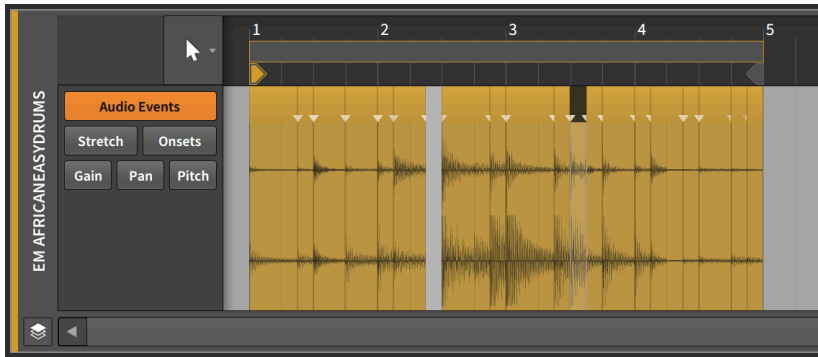 1 2 3 4 5
EM AFRICANEASYDRUMS
Audio Events
Stretch Onsets
Gain Pan Pitch